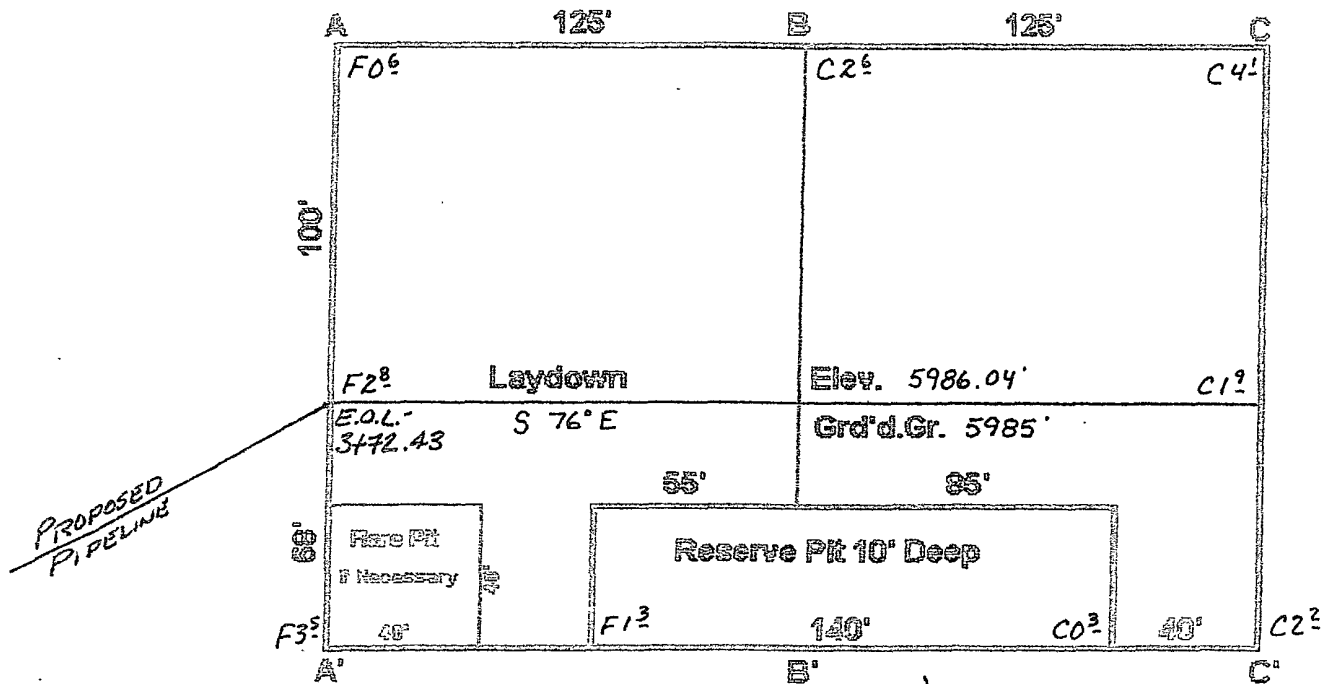 A 125' B 125' C
F0⁶ C2⁶ C4¹
100'
F2⁸ Laydown Elev. 5986.04' C1⁹
E.O.L.- S 76° E Grd'd.Gr. 5985'
3+72.43
55' 85'
PROPOSED
PIPELINE
Flare Pit Reserve Pit 10' Deep
If Necessary
F3⁵ 40' F1³ 140' C0³ 40' C2²
A' B' C'